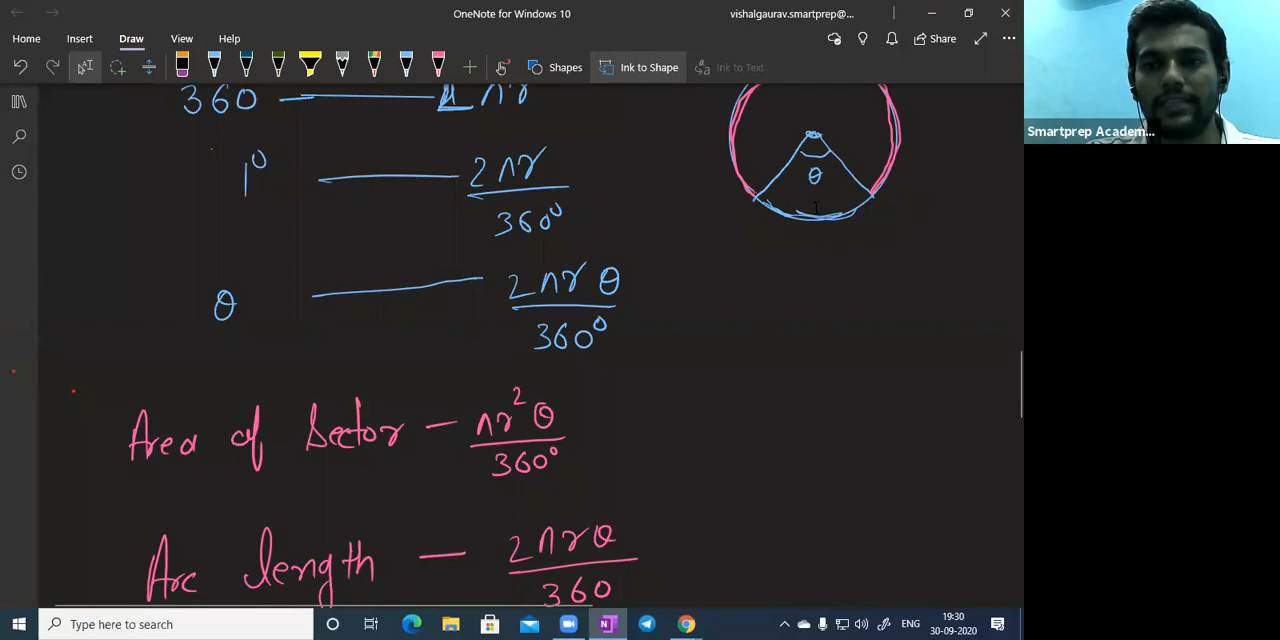 OneNote for Windows 10
vishalgaurav.smartprep@...
Home Insert Draw View Help
Share
Shapes Ink to Shape Ink to Text
360 — 2πr
1° — 2πr/360°
θ
θ — 2πrθ/360°
Area of Sector — πr²θ/360°
Arc length — 2πrθ/360
Smartprep Academ...
Type here to search
ENG
19:30
30-09-2020